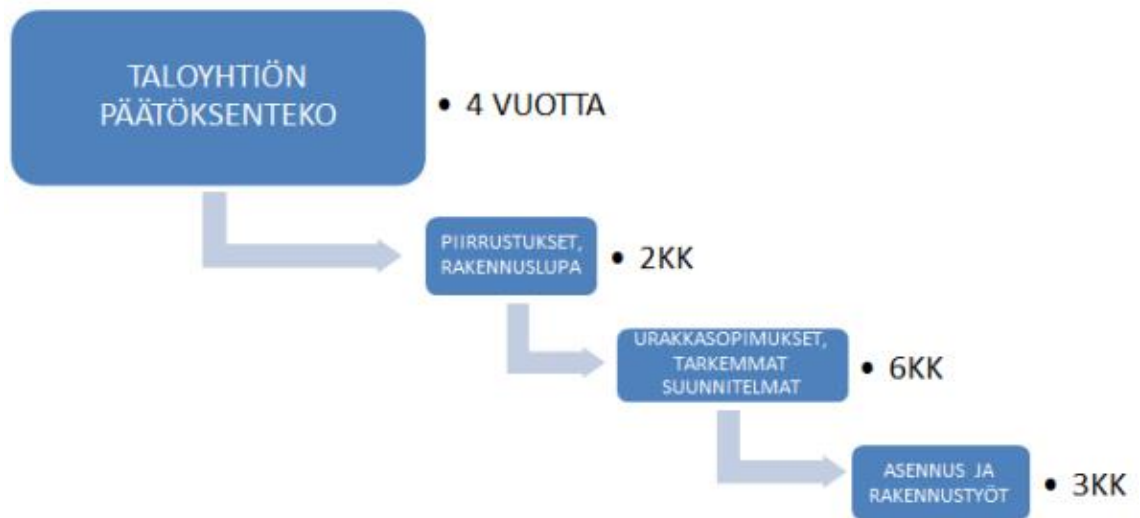 TALOYHTIÖN
PÄÄTÖKSENTEKO
• 4 VUOTTA
PIIRRUSTUKSET,
RAKENNUSLUPA
• 2KK
URAKKASOPIMUKSET,
TARKEMMAT
SUUNNITELMAT
• 6KK
ASENNUS JA
RAKENNUSTYÖT
• 3KK